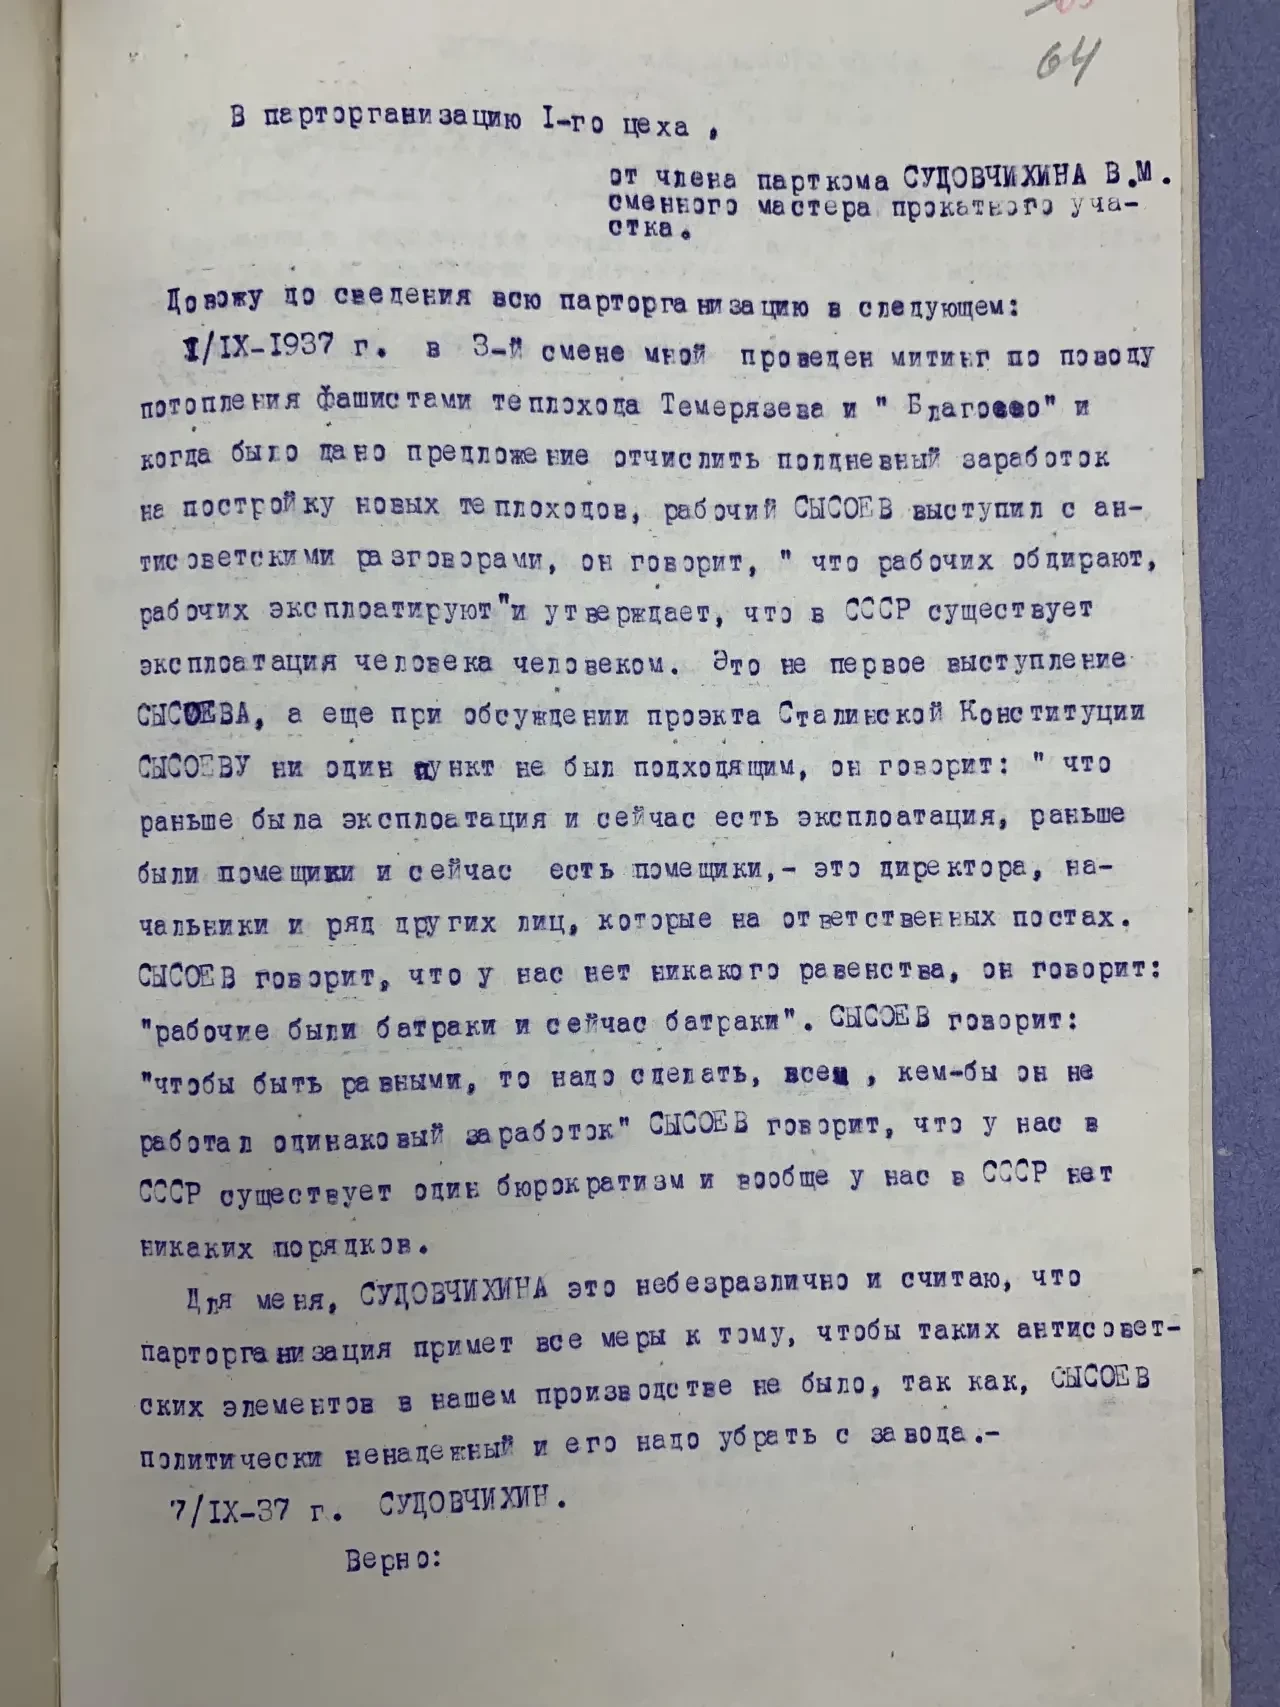 64
В парторганизацию I-го цеха ,
от члена парткома СУДОВЧИХИНА В.М.
сменного мастера прокатного уча-
стка.
Довожу до сведения всю парторганизацию в следующем:
I/IX-1937 г. в 3-й смене мной проведен митинг по поводу
потопления фашистами теплохода Темерязева и "
когда было дано предложение отчислить полдневный заработок
на постройку новых теплоходов, рабочий СЫСОЕВ выступил с ан-
тисоветскими разговорами, он говорит, " что рабочих обдирают,
рабочих эксплоатируют"и утверждает, что в СССР существует
эксплоатация человека человеком. Это не первое выступление
СЫСОЕВА, а еще при обсуждении проэкта Сталинской Конституции
СЫСОЕВУ ни один пункт не был подходящим, он говорит: " что
раньше была эксплоатация и сейчас есть эксплоатация, раньше
были помещики и сейчас есть помещики,- это директора, на-
чальники и ряд других лиц, которые на ответственных постах.
СЫСОЕВ говорит, что у нас нет никакого равенства, он говорит:
"рабочие были батраки и сейчас батраки". СЫСОЕВ говорит:
"чтобы быть равными, то надо сделать, всем , кем-бы он не
работал одинаковый заработок" СЫСОЕВ говорит, что у нас в
СССР существует один бюрократизм и вообще у нас в СССР нет
никаких порядков.
Для меня, СУДОВЧИХИНА это небезразлично и считаю, что
парторганизация примет все меры к тому, чтобы таких антисовет-
ских элементов в нашем производстве не было, так как, СЫСОЕВ
политически ненадежный и его надо убрать с завода.-
7/IX-37 г. СУДОВЧИХИН.
Верно: